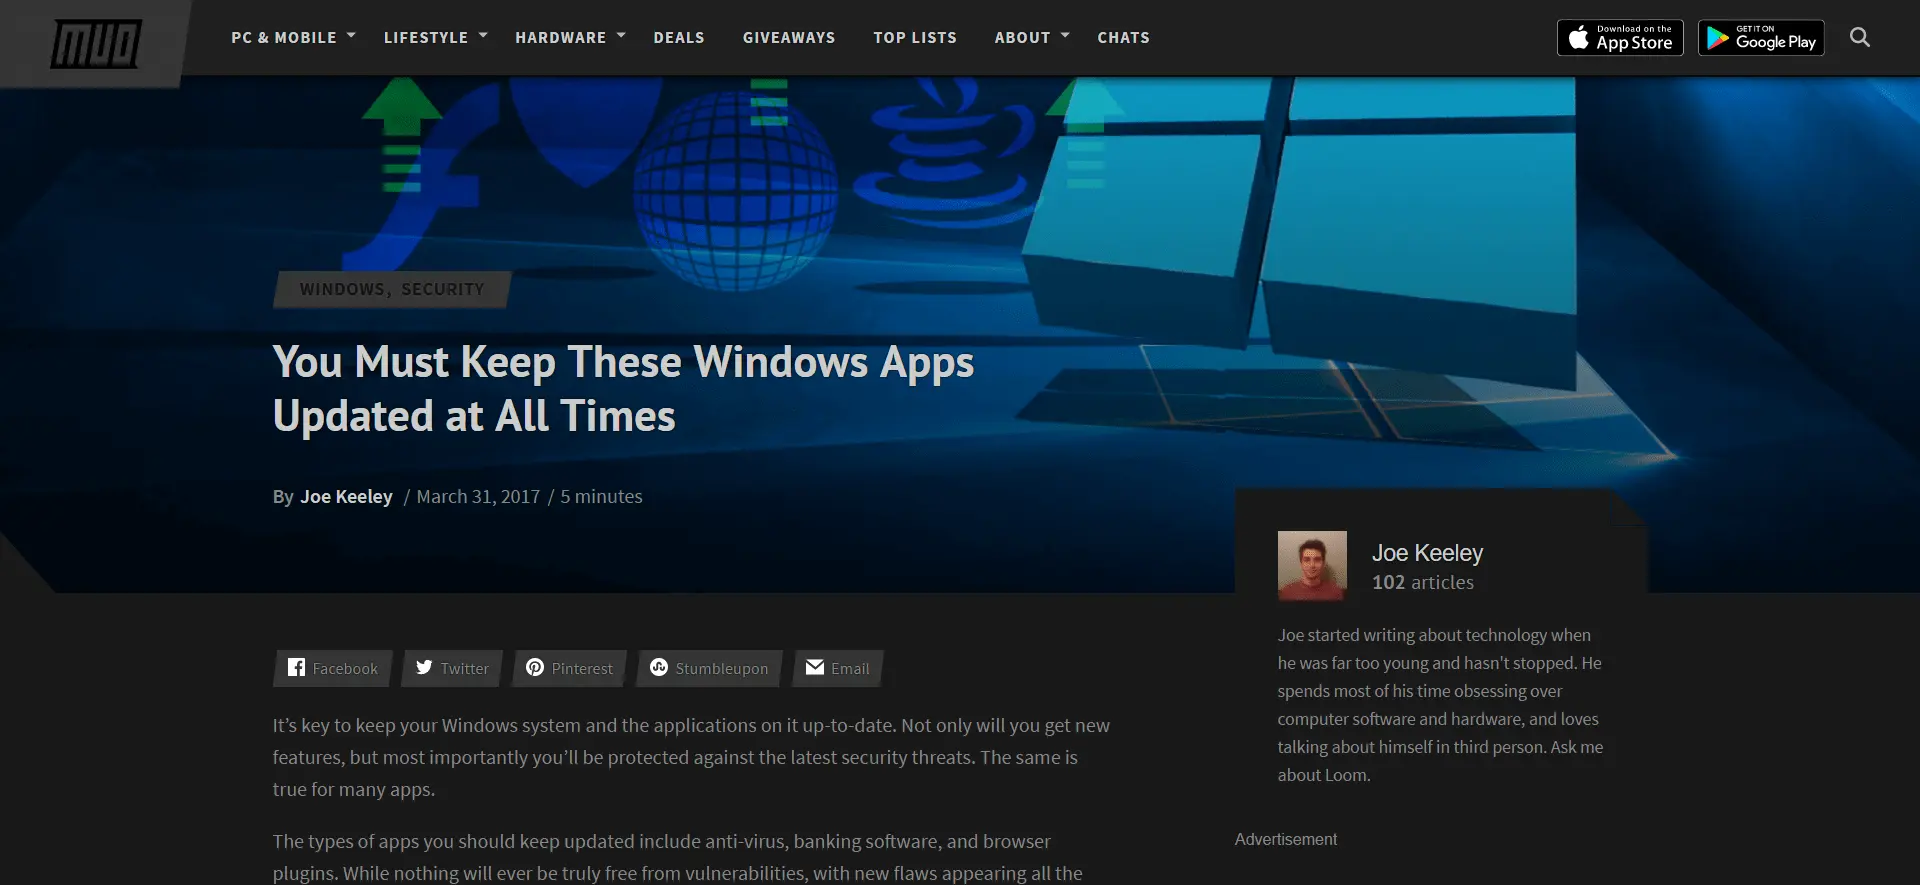 MUO
PC & MOBILE
LIFESTYLE
HARDWARE
DEALS
GIVEAWAYS
TOP LISTS
ABOUT
CHATS
Download on the
App Store
GET IT ON
Google Play
WINDOWS, SECURITY
You Must Keep These Windows Apps
Updated at All Times
By Joe Keeley / March 31, 2017 / 5 minutes
Joe Keeley
102 articles
Joe started writing about technology when
he was far too young and hasn't stopped. He
spends most of his time obsessing over
computer software and hardware, and loves
talking about himself in third person. Ask me
about Loom.
Facebook
Twitter
Pinterest
Stumbleupon
Email
It’s key to keep your Windows system and the applications on it up-to-date. Not only will you get new
features, but most importantly you’ll be protected against the latest security threats. The same is
true for many apps.
The types of apps you should keep updated include anti-virus, banking software, and browser
plugins. While nothing will ever be truly free from vulnerabilities, with new flaws appearing all the
Advertisement